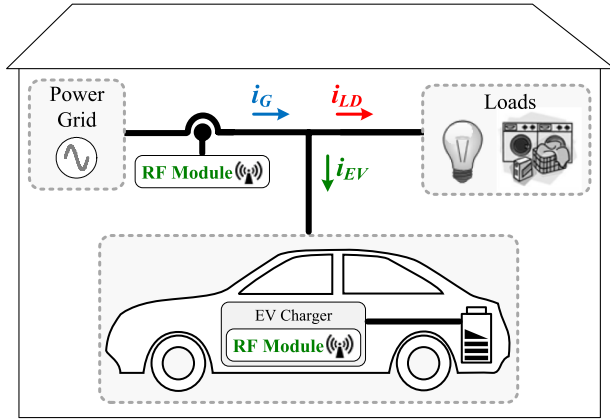 Power
Grid
i_G
i_LD
Loads
RF Module
i_EV
EV Charger
RF Module